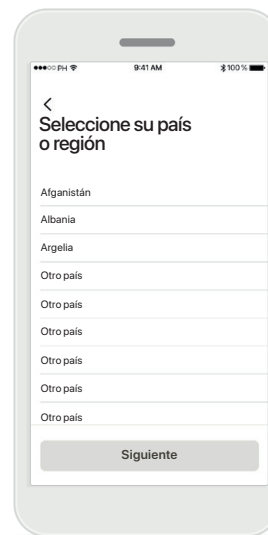 PH 9:41 AM 100 %
Seleccione su país
o región
Afganistán
Albania
Argelia
Otro país
Otro país
Otro país
Otro país
Otro país
Otro país
Siguiente